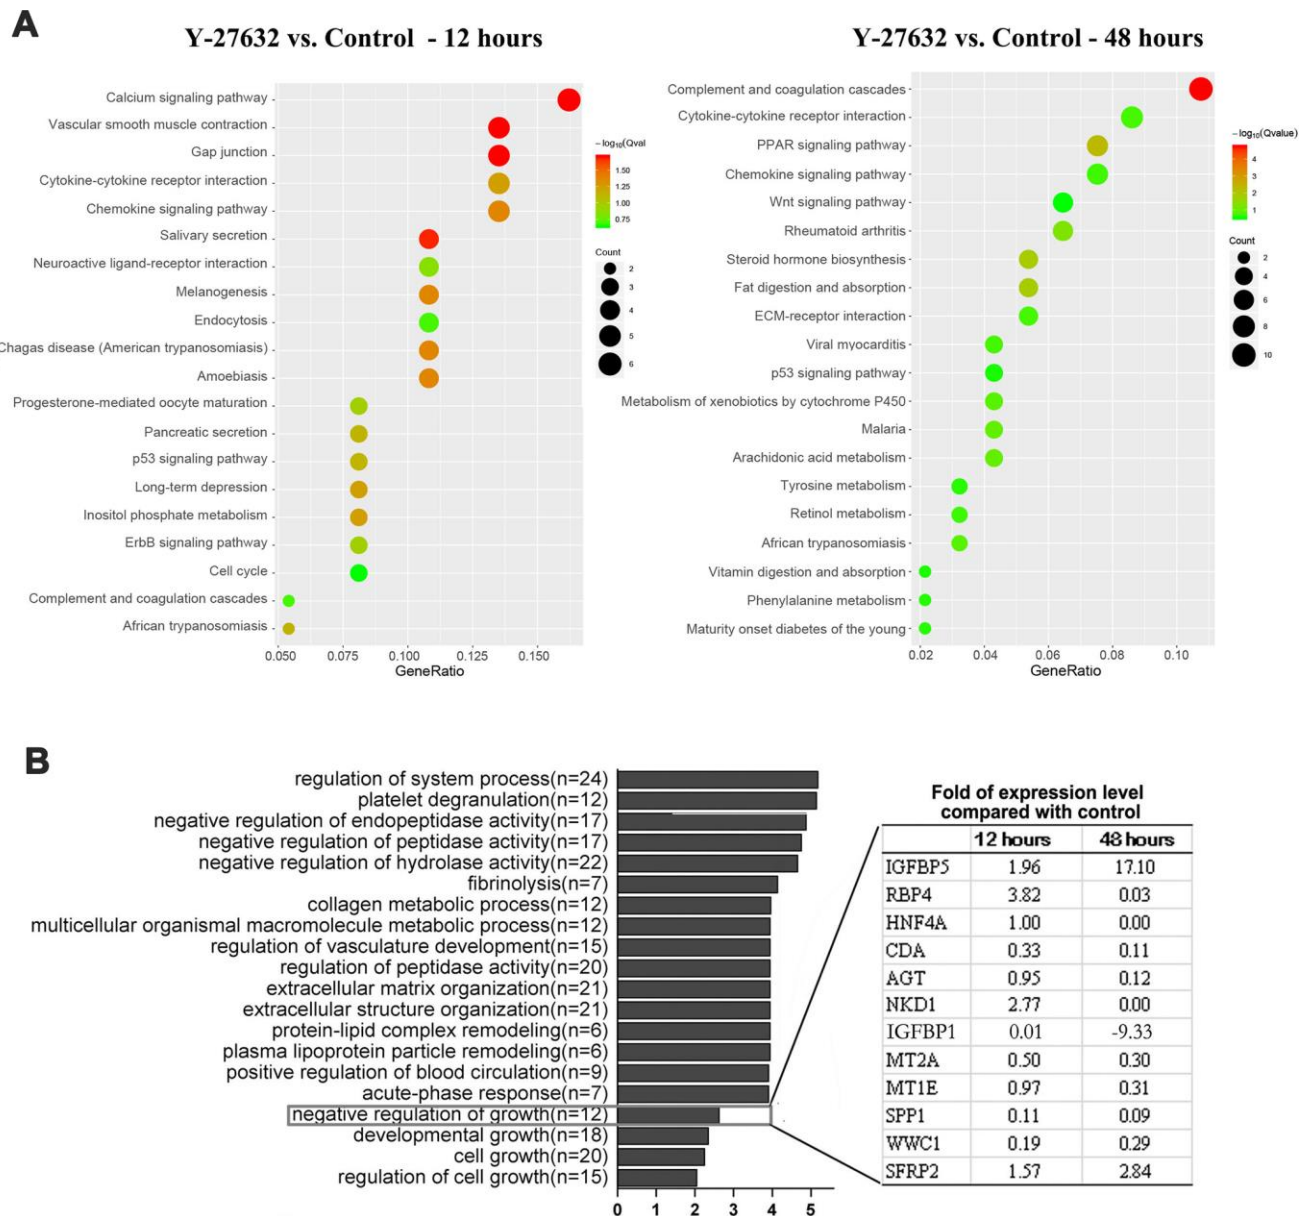 A
Y-27632 vs. Control - 12 hours
Calcium signaling pathway
Vascular smooth muscle contraction
Gap junction
Cytokine-cytokine receptor interaction
Chemokine signaling pathway
Salivary secretion
Neuroactive ligand-receptor interaction
Melanogenesis
Endocytosis
Chagas disease (American trypanosomiasis)
Amoebiasis
Progesterone-mediated oocyte maturation
Pancreatic secretion
p53 signaling pathway
Long-term depression
Inositol phosphate metabolism
ErbB signaling pathway
Cell cycle
Complement and coagulation cascades
African trypanosomiasis
0.050 0.075 0.100 0.125 0.150
GeneRatio
-log10(Qval
1.50
1.00
0.75
Count
2
3
4
5
6
Y-27632 vs. Control - 48 hours
Complement and coagulation cascades
Cytokine-cytokine receptor interaction
PPAR signaling pathway
Chemokine signaling pathway
Wnt signaling pathway
Rheumatoid arthritis
Steroid hormone biosynthesis
Fat digestion and absorption
ECM-receptor interaction
Viral myocarditis
p53 signaling pathway
Metabolism of xenobiotics by cytochrome P450
Malaria
Arachidonic acid metabolism
Tyrosine metabolism
Retinol metabolism
African trypanosomiasis
Vitamin digestion and absorption
Phenylalanine metabolism
Maturity onset diabetes of the young
0.02 0.04 0.06 0.08 0.10
GeneRatio
-log10(Qvalue)
4
3
2
1
Count
2
4
6
8
10
B
regulation of system process(n=24)
platelet degranulation(n=12)
negative regulation of endopeptidase activity(n=17)
negative regulation of peptidase activity(n=17)
negative regulation of hydrolase activity(n=22)
fibrinolysis(n=7)
collagen metabolic process(n=12)
multicellular organismal macromolecule metabolic process(n=12)
regulation of vasculature development(n=15)
regulation of peptidase activity(n=20)
extracellular matrix organization(n=21)
extracellular structure organization(n=21)
protein-lipid complex remodeling(n=6)
plasma lipoprotein particle remodeling(n=6)
positive regulation of blood circulation(n=9)
acute-phase response(n=7)
negative regulation of growth(n=12)
developmental growth(n=18)
cell growth(n=20)
regulation of cell growth(n=15)
0 1 2 3 4 5
Fold of expression level
compared with control
12 hours 48 hours
IGFBP5 1.96 17.10
RBP4 3.82 0.03
HNF4A 1.00 0.00
CDA 0.33 0.11
AGT 0.95 0.12
NKD1 2.77 0.00
IGFBP1 0.01 -9.33
MT2A 0.50 0.30
MT1E 0.97 0.31
SPP1 0.11 0.09
WWC1 0.19 0.29
SFRP2 1.57 2.84